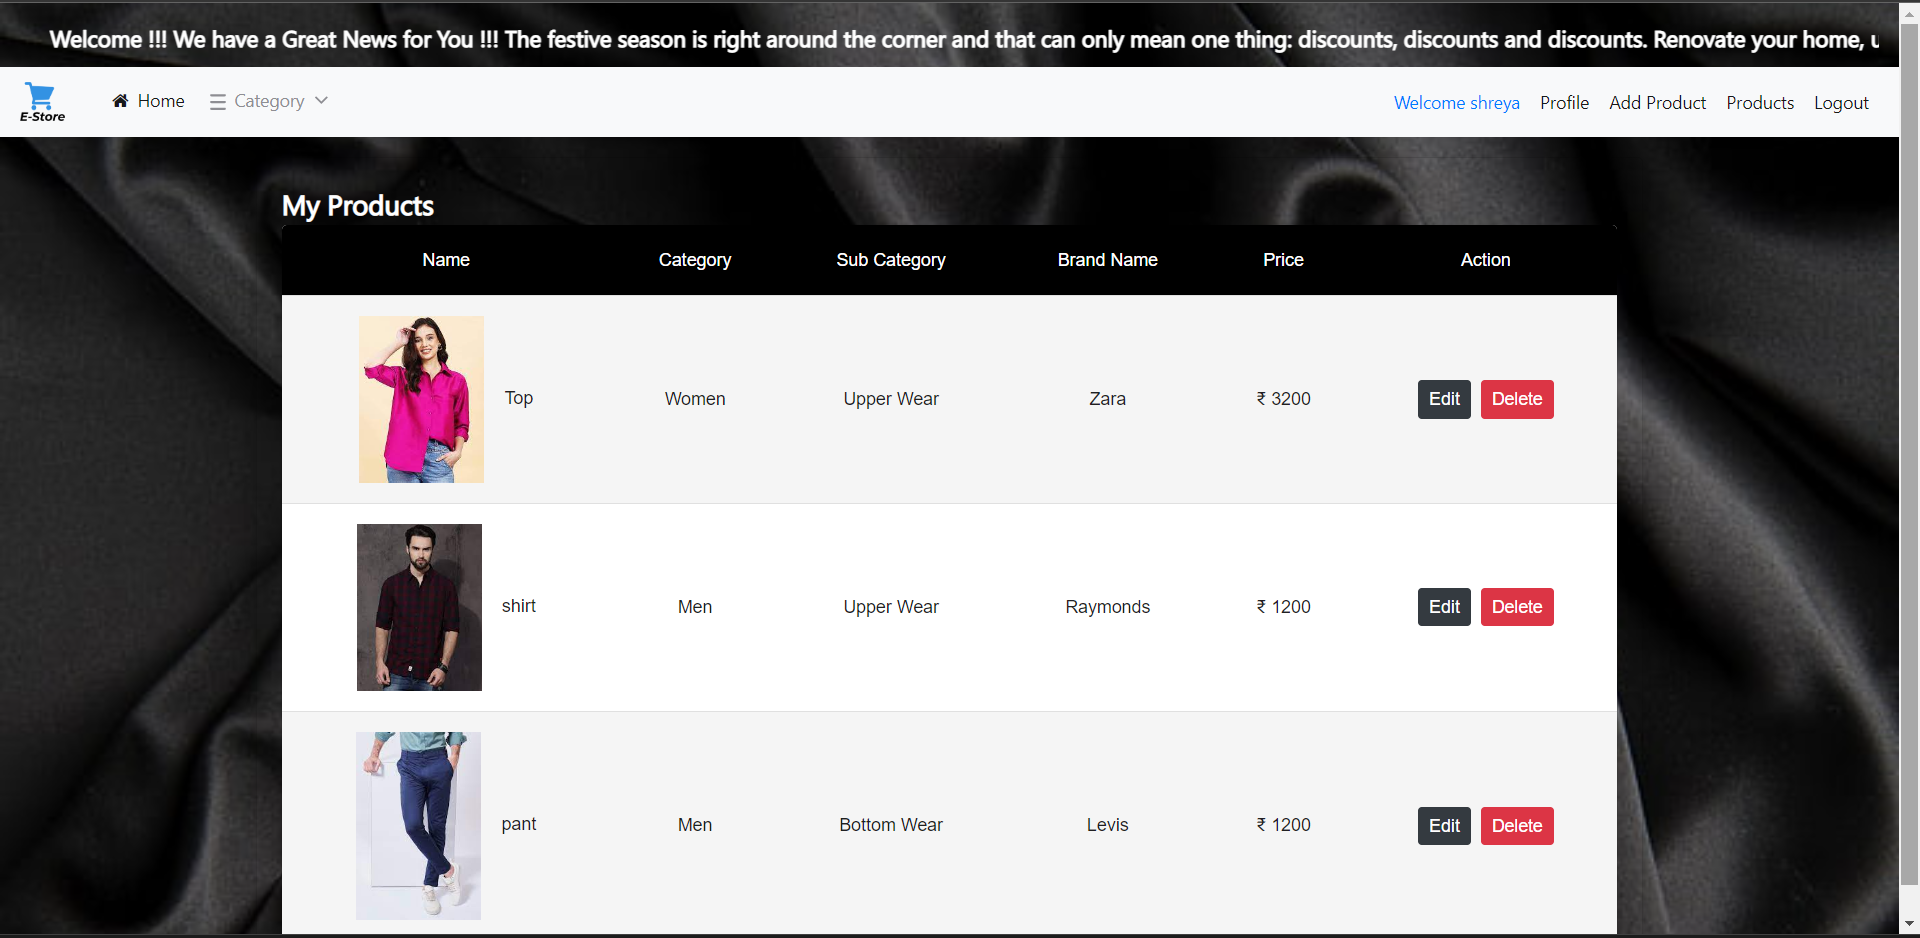 Welcome !!! We have a Great News for You !!! The festive season is right around the corner and that can only mean one thing: discounts, discounts and discounts. Renovate your home,
E-Store
Home Category
Welcome shreya Profile Add Product Products Logout
My Products
Name Category Sub Category Brand Name Price Action
Top Women Upper Wear Zara ₹ 3200 Edit Delete
shirt Men Upper Wear Raymonds ₹ 1200 Edit Delete
pant Men Bottom Wear Levis ₹ 1200 Edit Delete